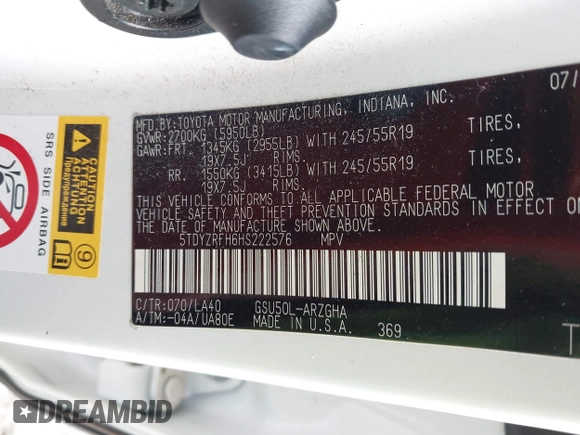 07/
MFD.BY:TOYOTA MOTOR MANUFACTURING, INDIANA, INC.
GVWR:2700KG (5950LB)
GAWR:FRT. 1345KG (2955LB) WITH 245/55R19 TIRES,
19X7.5J RIMS.
RR. 1550KG (3415LB) WITH 245/55R19 TIRES,
19X7.5J RIMS.
THIS VEHICLE CONFORMS TO ALL APPLICABLE FEDERAL MOTOR
VEHICLE SAFETY AND THEFT PREVENTION STANDARDS IN EFFECT ON
THE DATE OF MANUFACTURE SHOWN ABOVE.
5TDYZRFH6HS222576 MPV
C/TR:070/LA40 GSU50L-ARZGHA
A/TM:-04A/UA80E MADE IN U.S.A. 369
SRS SIDE AIRBAG
CAUTION
Предупреждение
9
DREAMBID